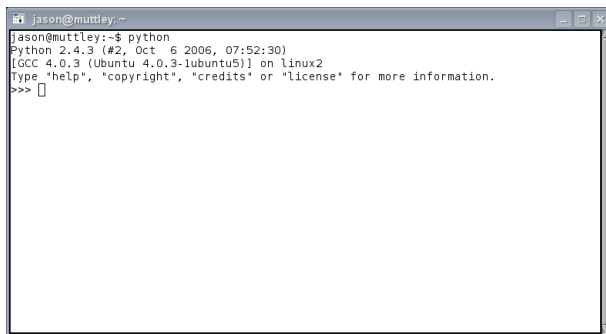 jason@muttley: ~
jason@muttley:~$ python
Python 2.4.3 (#2, Oct  6 2006, 07:52:30)
[GCC 4.0.3 (Ubuntu 4.0.3-1ubuntu5)] on linux2
Type "help", "copyright", "credits" or "license" for more information.
>>>